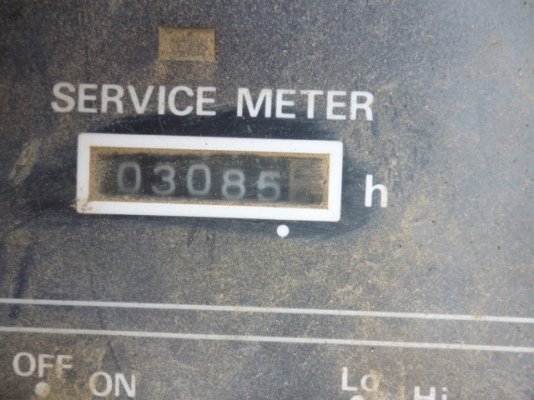 SERVICE METER
03085 h
OFF ON Lo Hi